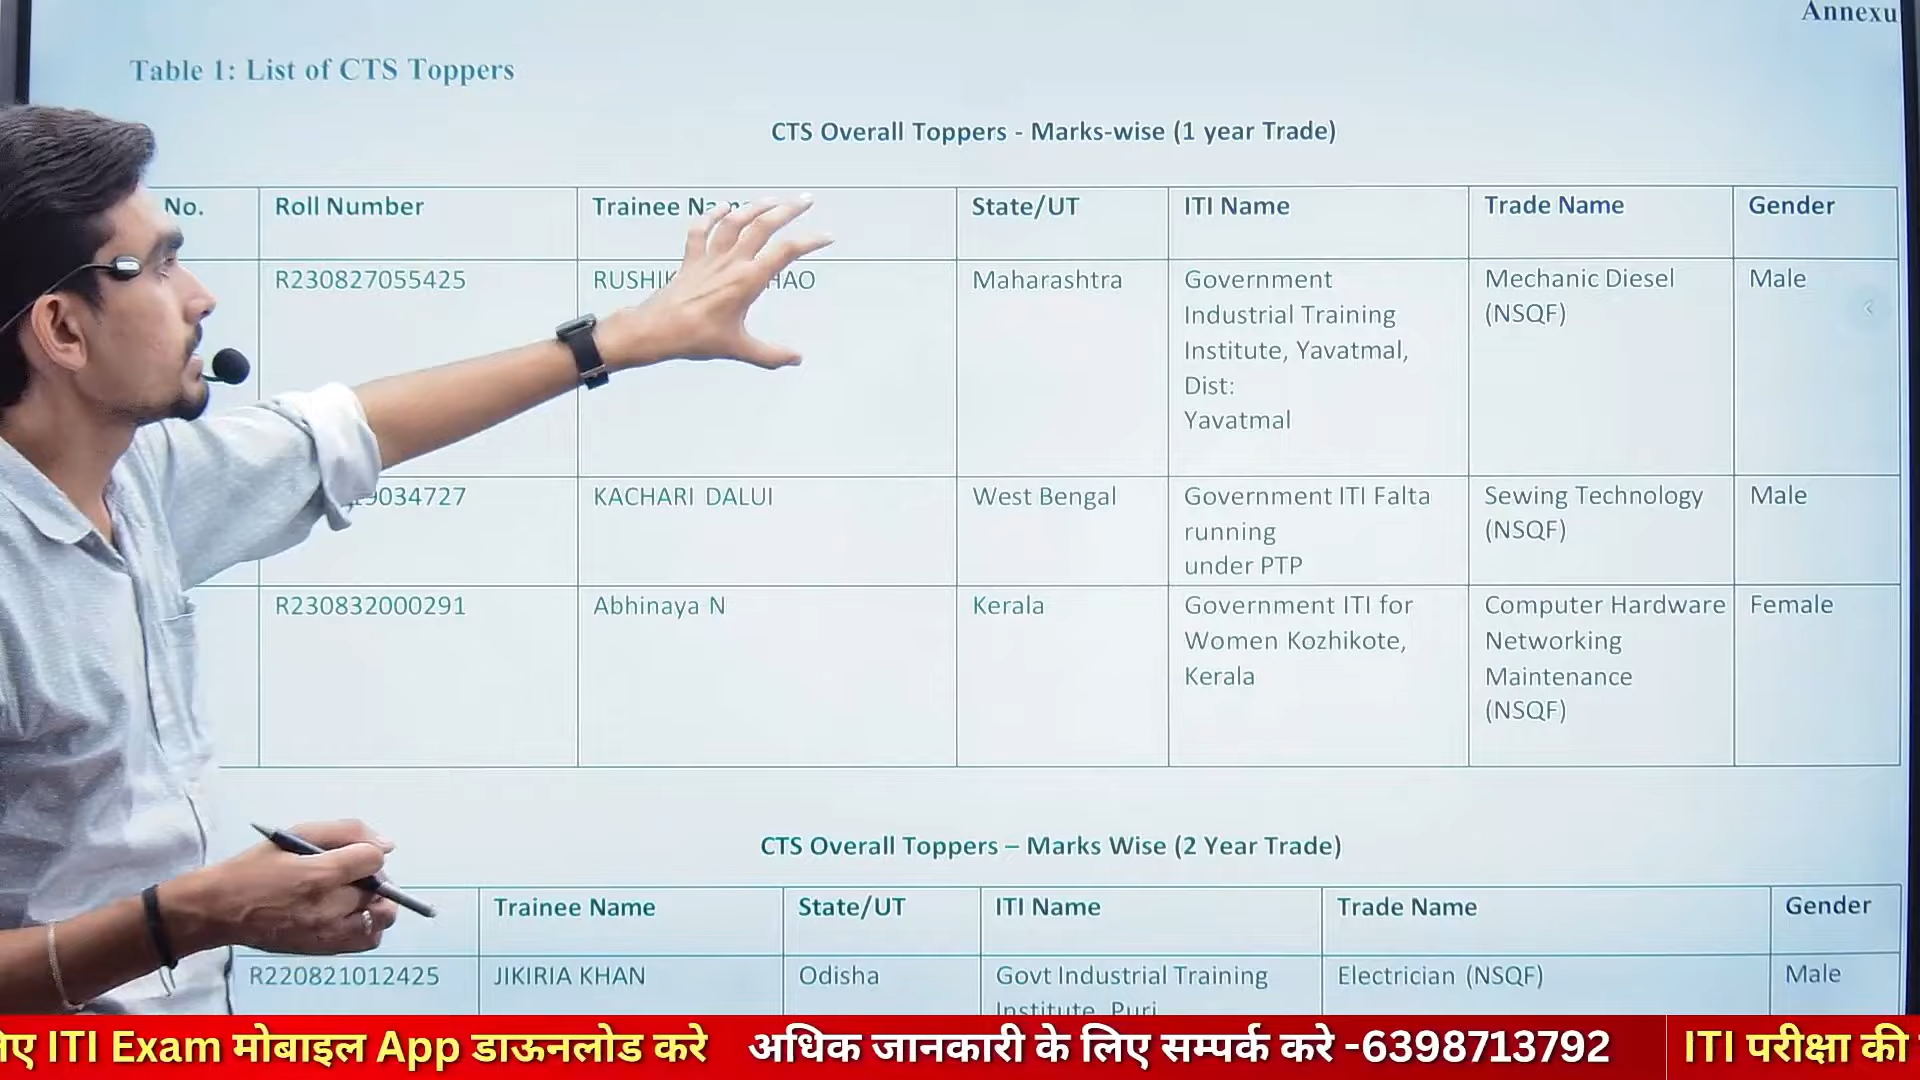 Annexu
Table 1: List of CTS Toppers
CTS Overall Toppers - Marks-wise (1 year Trade)
No. Roll Number Trainee State/UT ITI Name Trade Name Gender
R230827055425 Maharashtra Government Mechanic Diesel Male
Industrial Training (NSQF)
Institute, Yavatmal,
Dist:
Yavatmal
9034727 KACHARI DALUI West Bengal Government ITI Falta Sewing Technology Male
running (NSQF)
under PTP
R230832000291 Abhinaya N Kerala Government ITI for Computer Hardware Female
Women Kozhikote, Networking
Kerala Maintenance
(NSQF)
CTS Overall Toppers – Marks Wise (2 Year Trade)
Trainee Name State/UT ITI Name Trade Name Gender
R220821012425 JIKIRIA KHAN Odisha Govt Industrial Training Electrician (NSQF) Male
Institute, Puri
ITI Exam मोबाइल App डाऊनलोड करे अधिक जानकारी के लिए सम्पर्क करे -6398713792 ITI परीक्षा की